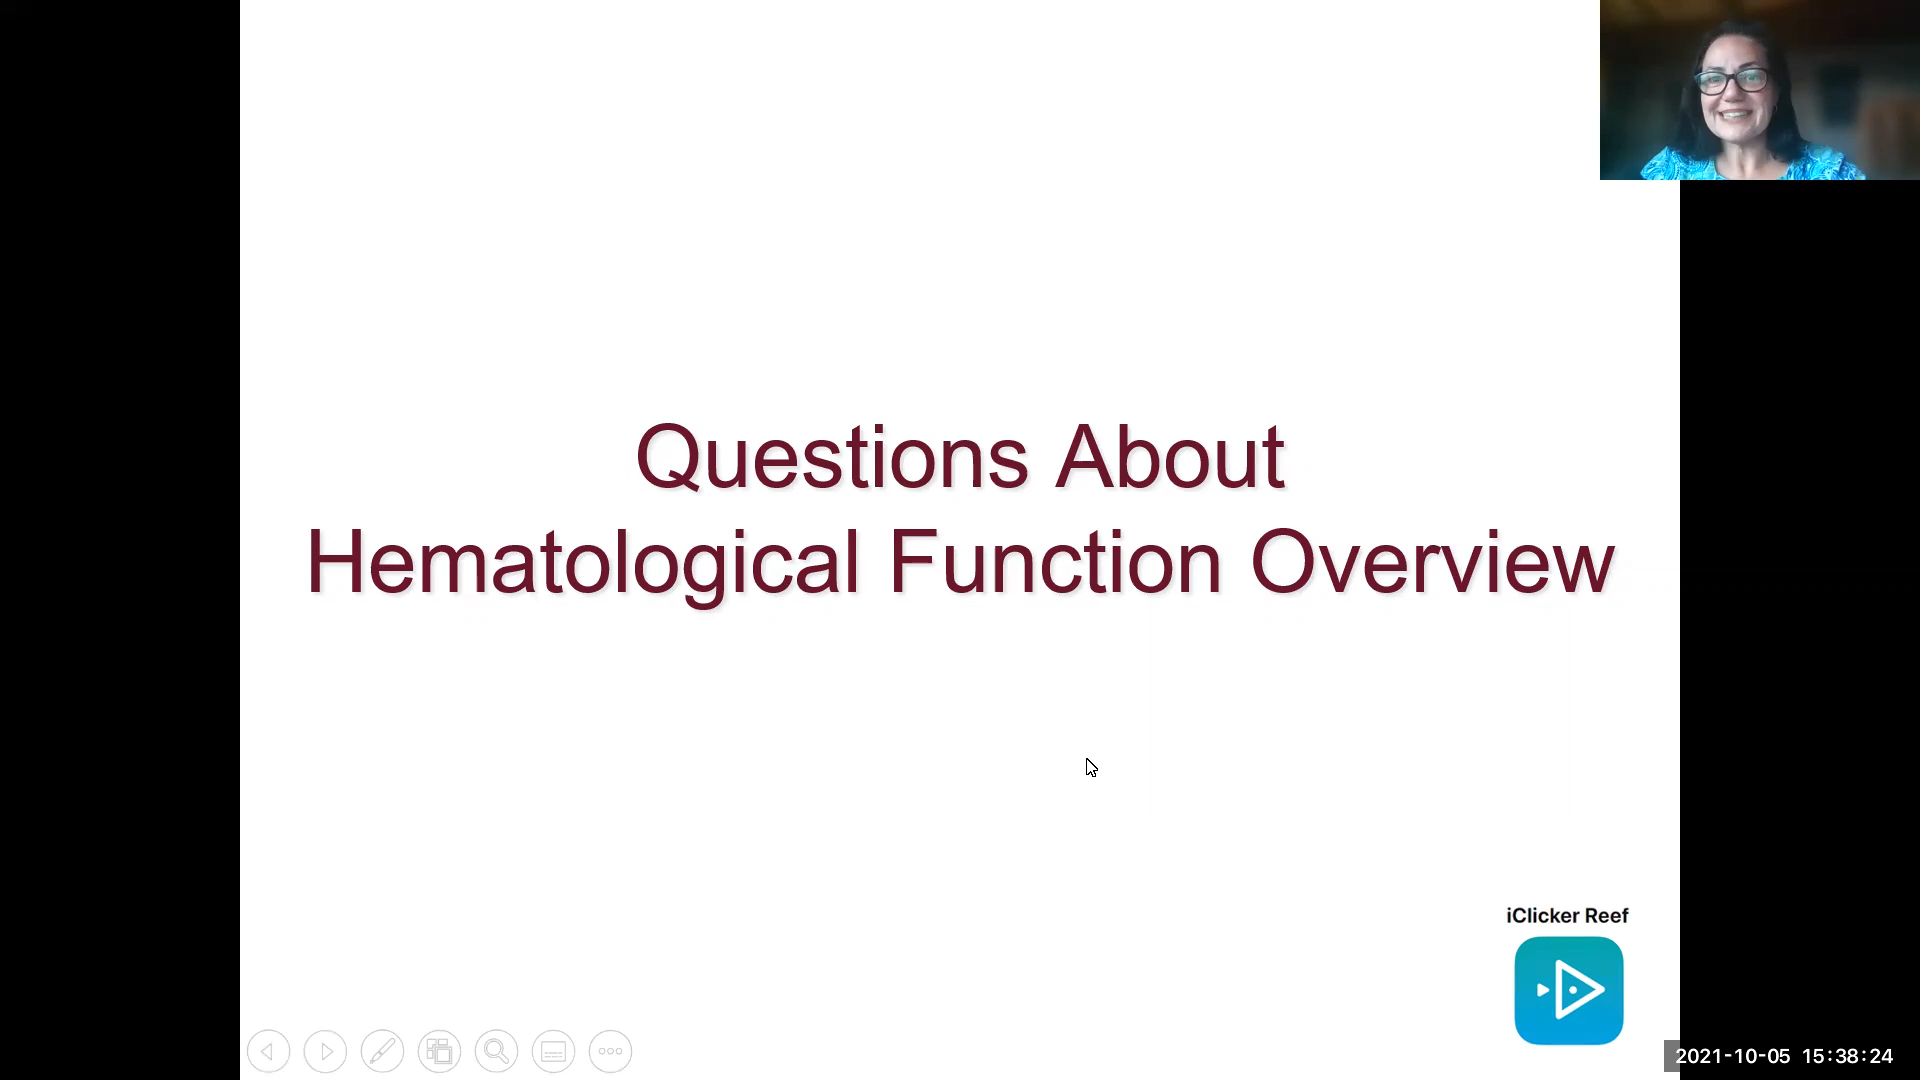 Questions About
Hematological Function Overview
iClicker Reef
2021-10-05 15:38:24